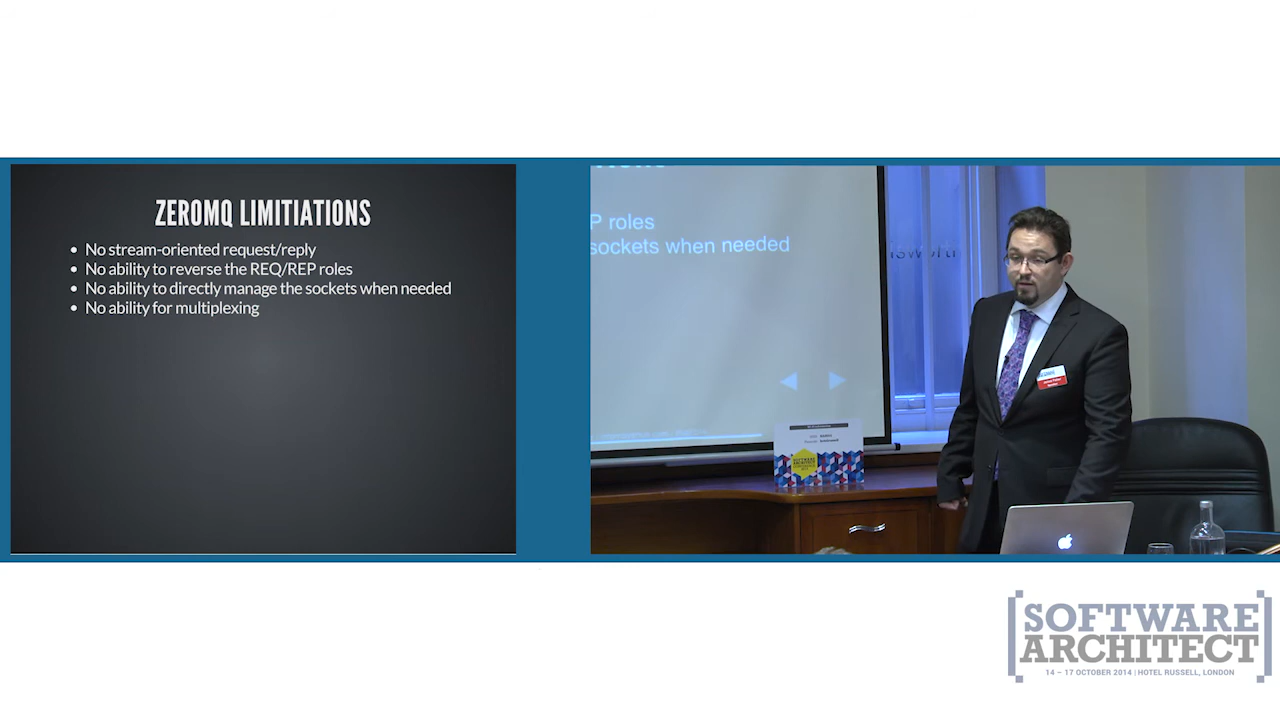 ZEROMQ LIMITIATIONS
• No stream-oriented request/reply
• No ability to reverse the REQ/REP roles
• No ability to directly manage the sockets when needed
• No ability for multiplexing
P roles
sockets when needed
SOFTWARE
ARCHITECT
[SOFTWARE
ARCHITECT]
14 – 17 OCTOBER 2014 | HOTEL RUSSELL, LONDON